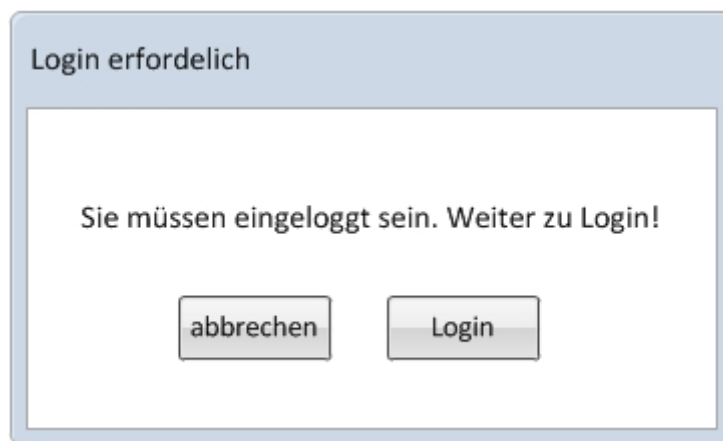 Login erfordelich
Sie müssen eingeloggt sein. Weiter zu Login!
abbrechen Login